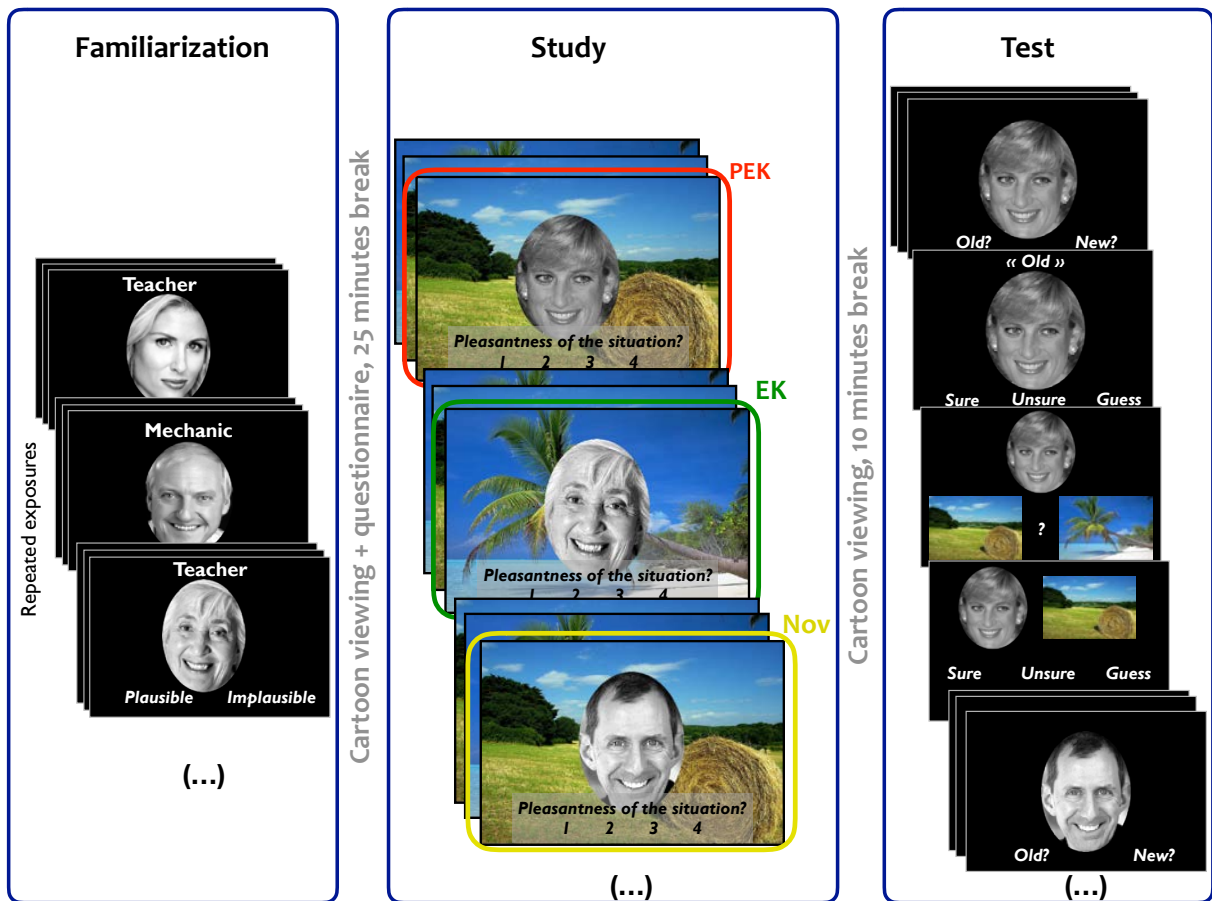 Familiarization
Teacher
Mechanic
Teacher
Plausible Implausible
Repeated exposures
(...)
Cartoon viewing + questionnaire, 25 minutes break
Study
PEK
Pleasantness of the situation?
1 2 3 4
EK
Pleasantness of the situation?
1 2 3 4
Nov
Pleasantness of the situation?
1 2 3 4
(...)
Cartoon viewing, 10 minutes break
Test
Old? New?
‹‹ Old ››
Sure Unsure Guess
?
Sure Unsure Guess
Old? New?
(...)